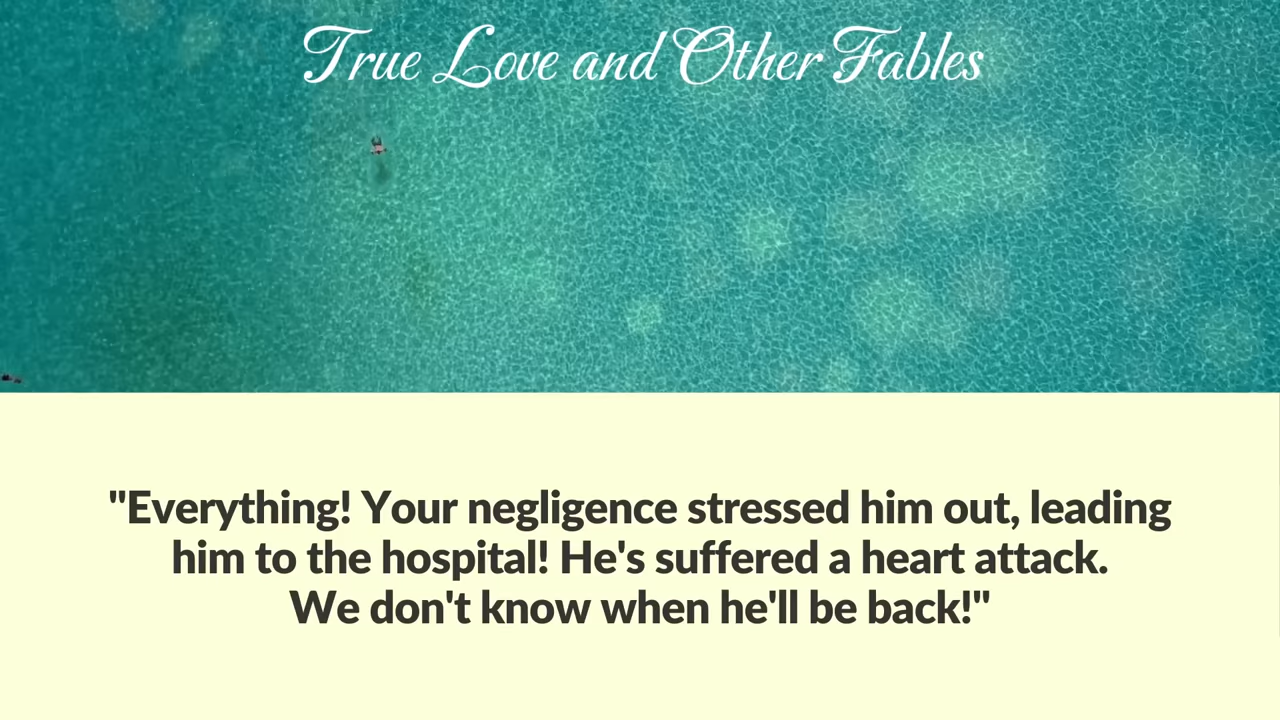 True Love and Other Fables
"Everything! Your negligence stressed him out, leading
him to the hospital! He's suffered a heart attack.
We don't know when he'll be back!"